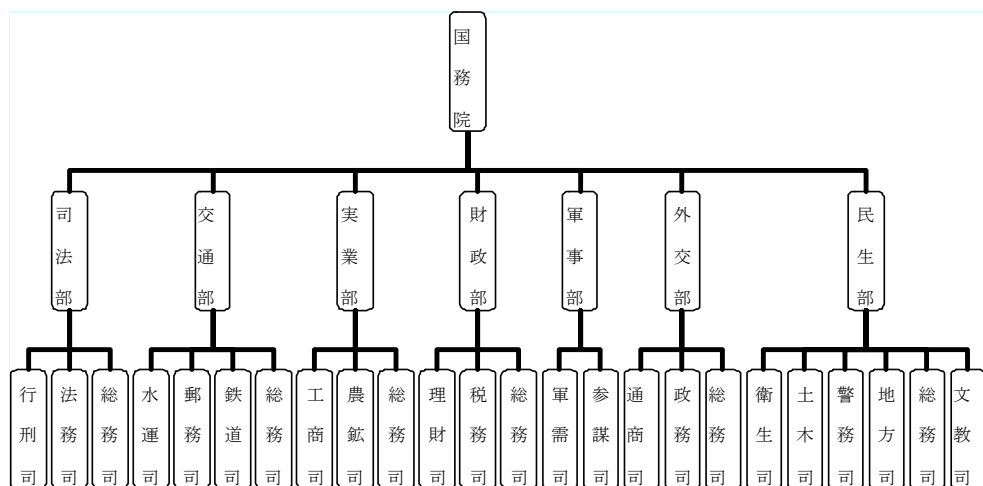 国務院
司法部
交通部
実業部
財政部
軍事部
外交部
民生部
行刑司
法務司
総務司
水運司
郵務司
鉄道司
総務司
工商司
農鉱司
総務司
理財司
税務司
総務司
軍需司
参謀司
通商司
政務司
総務司
衛生司
土木司
警務司
地方司
総務司
文教司